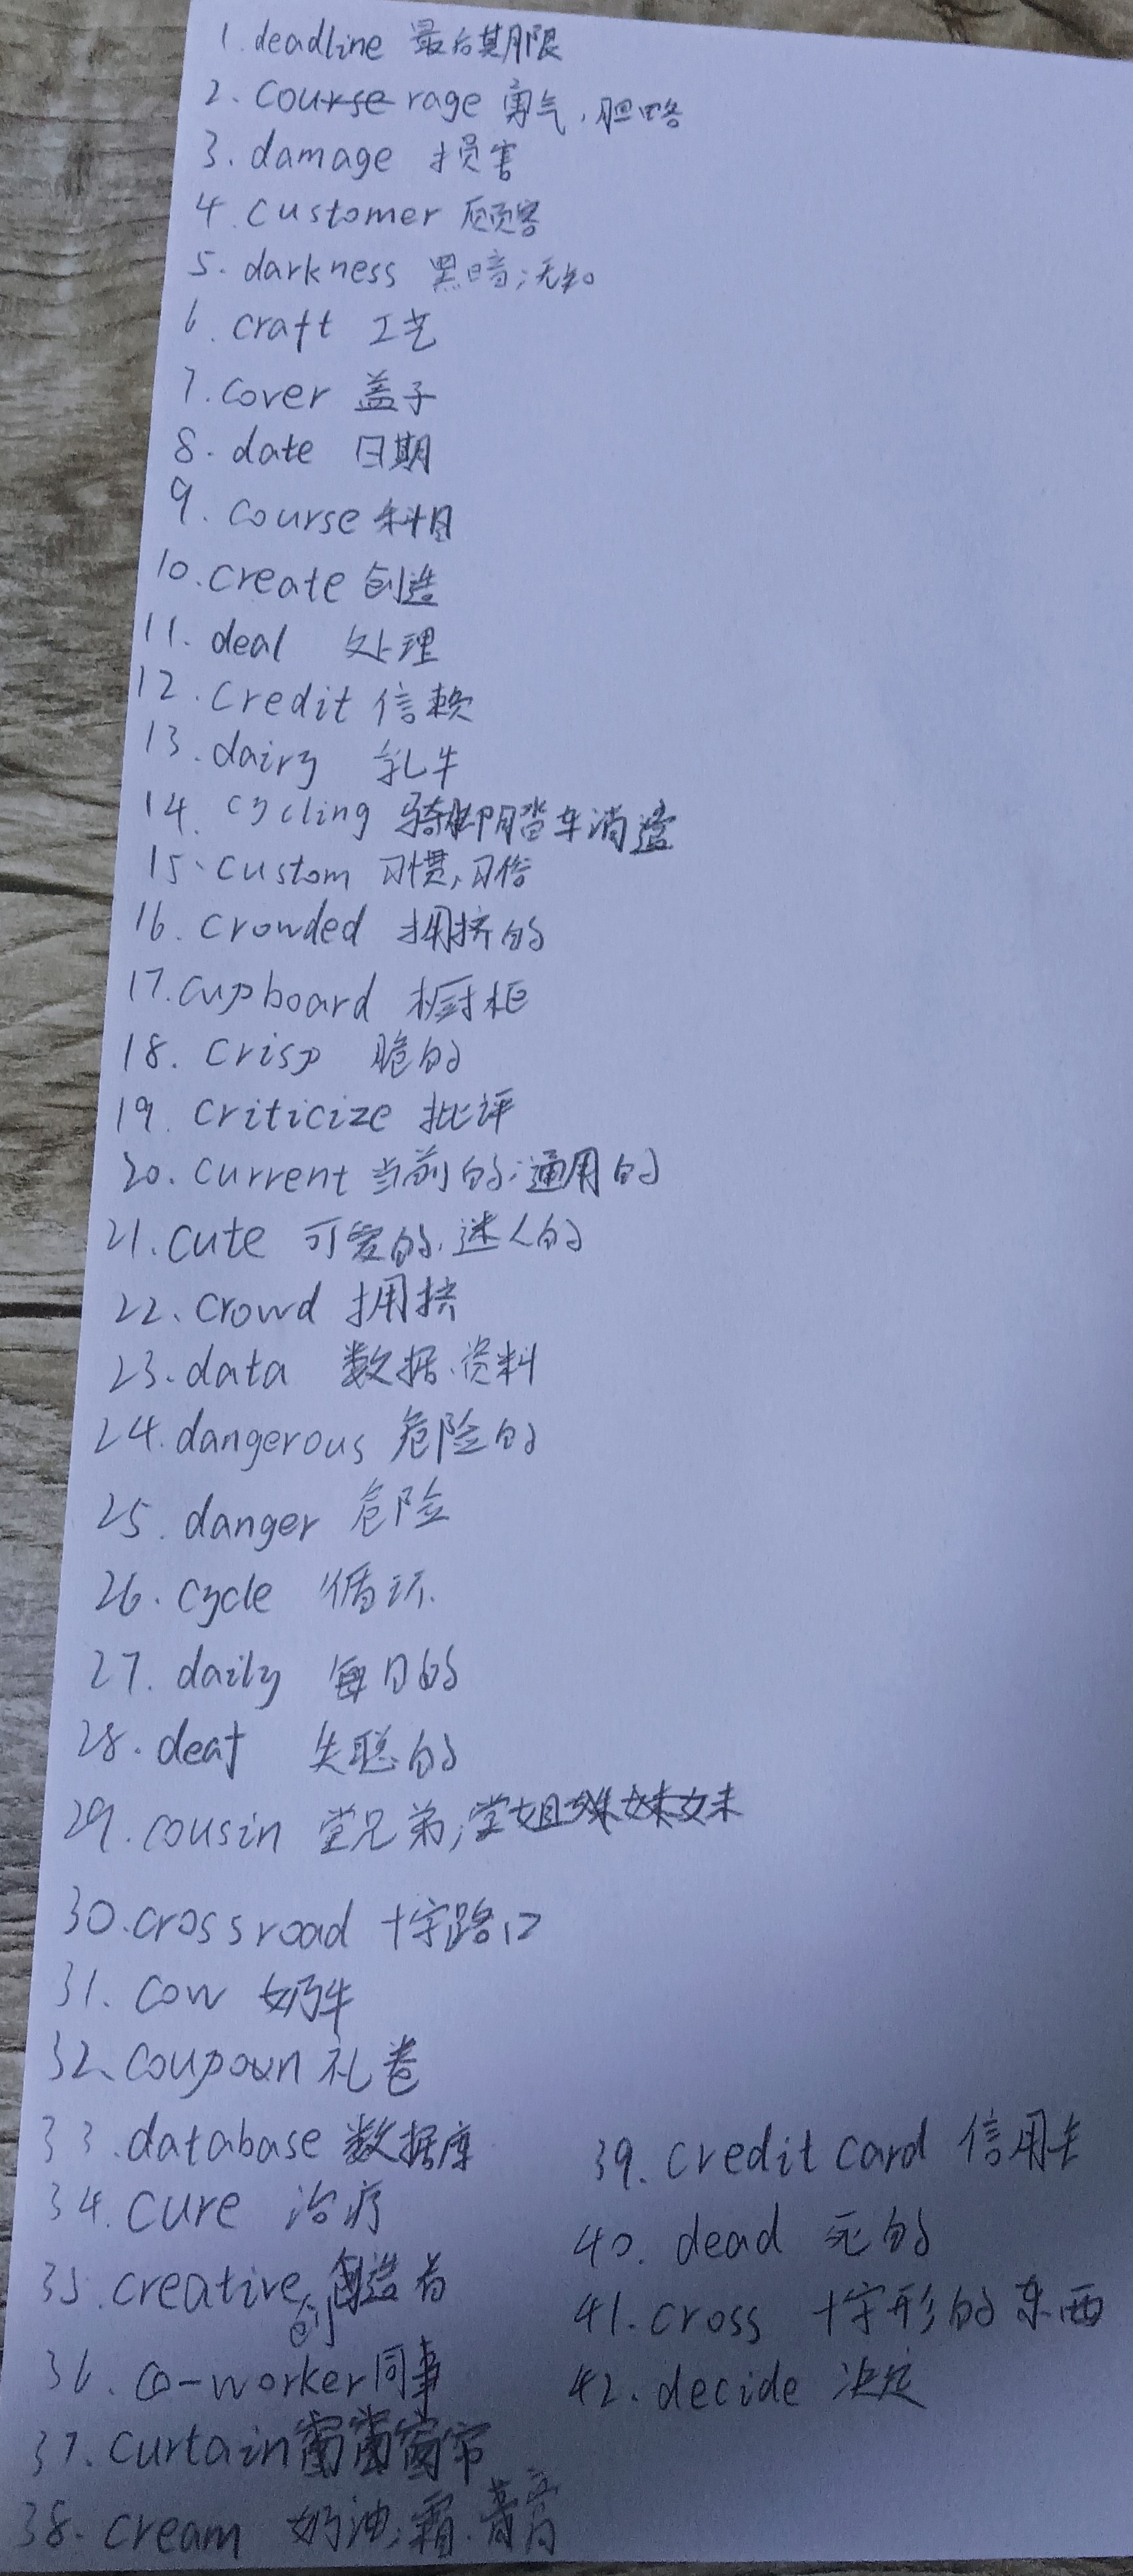 1. deadline 最后期限
2. courage 勇气,胆略
3. damage 损害
4. customer 顾客
5. darkness 黑暗;无知
6. craft 工艺
7. cover 盖子
8. date 日期
9. course 科目
10. create 创造
11. deal 处理
12. credit 信赖
13. dairy 乳牛
14. cycling 骑脚踏车消遣
15. custom 习惯,习俗
16. crowded 拥挤的
17. cupboard 橱柜
18. crisp 脆的
19. criticize 批评
20. current 当前的;通用的
21. cute 可爱的,迷人的
22. crowd 拥挤
23. data 数据.资料
24. dangerous 危险的
25. danger 危险
26. cycle 循环.
27. daily 每日的
28. deaf 失聪的
29. cousin 堂兄弟;堂姐妹
30. crossroad 十字路口
31. cow 奶牛
32. coupon 礼卷
33. database 数据库
34. cure 治疗
35. creative 创造者
36. co-worker 同事
37. curtain 窗帘
38. cream 奶油;霜.膏
39. credit card 信用卡
40. dead 死的
41. cross 十字形的东西
42. decide 决定